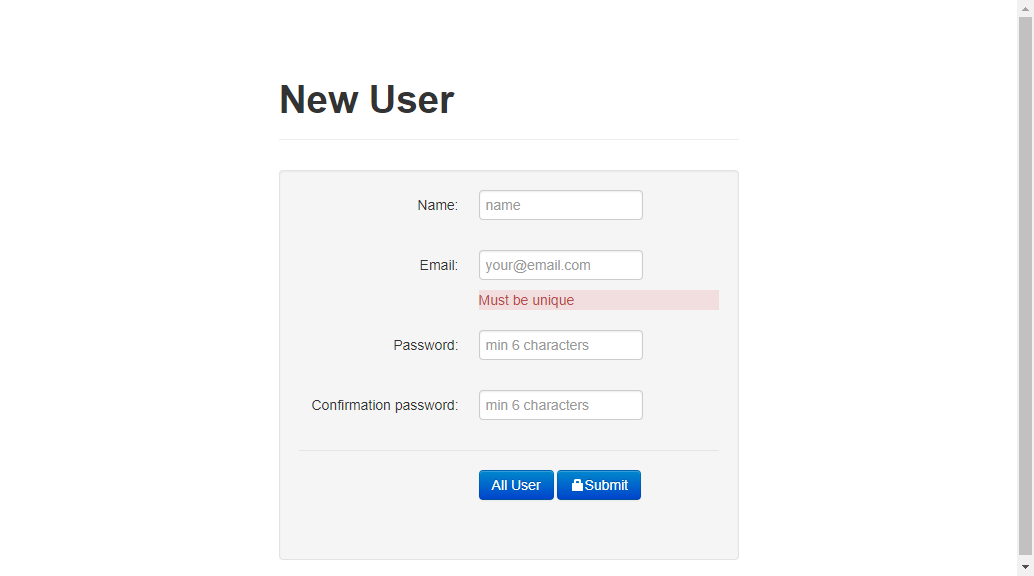 New User
Name: name
Email: your@email.com
Must be unique
Password: min 6 characters
Confirmation password: min 6 characters
All User Submit